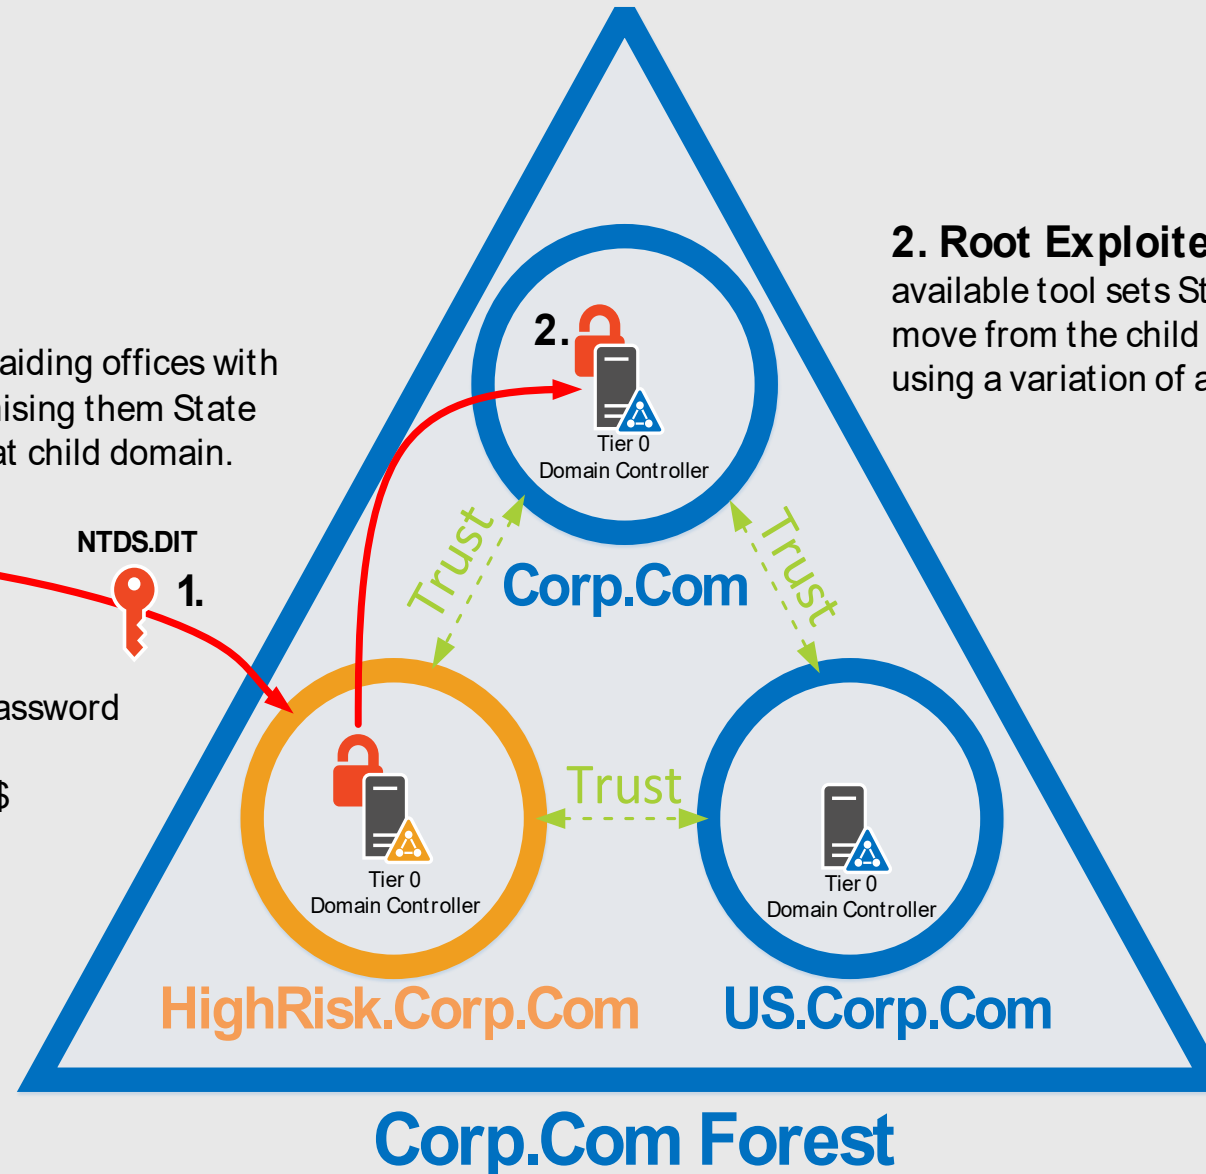 2. Root Exploite
available tool sets St
move from the child
using a variation of a
aiding offices with
ising them State
at child domain.
NTDS.DIT
1.
assword
$
2.
Tier 0
Domain Controller
Corp.Com
Trust
Trust
Trust
Tier 0
Domain Controller
HighRisk.Corp.Com
Tier 0
Domain Controller
US.Corp.Com
Corp.Com Forest